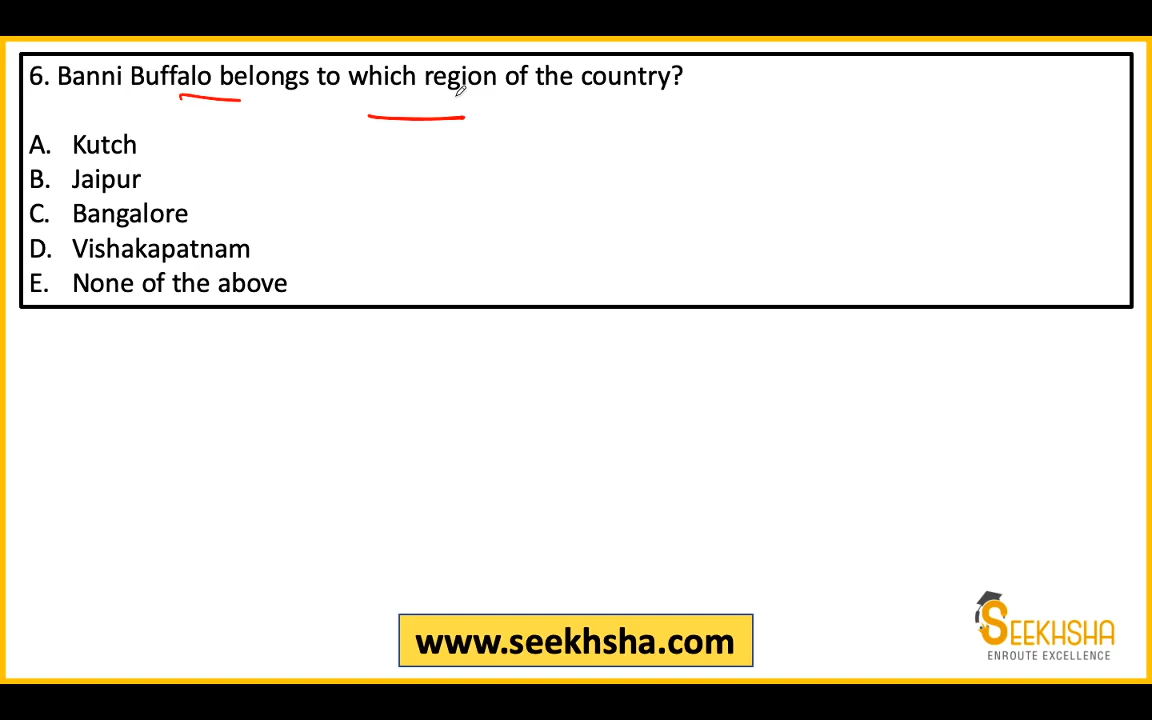 6. Banni Buffalo belongs to which region of the country?
A. Kutch
B. Jaipur
C. Bangalore
D. Vishakapatnam
E. None of the above
www.seekhsha.com
SEEKHSHA
ENROUTE EXCELLENCE